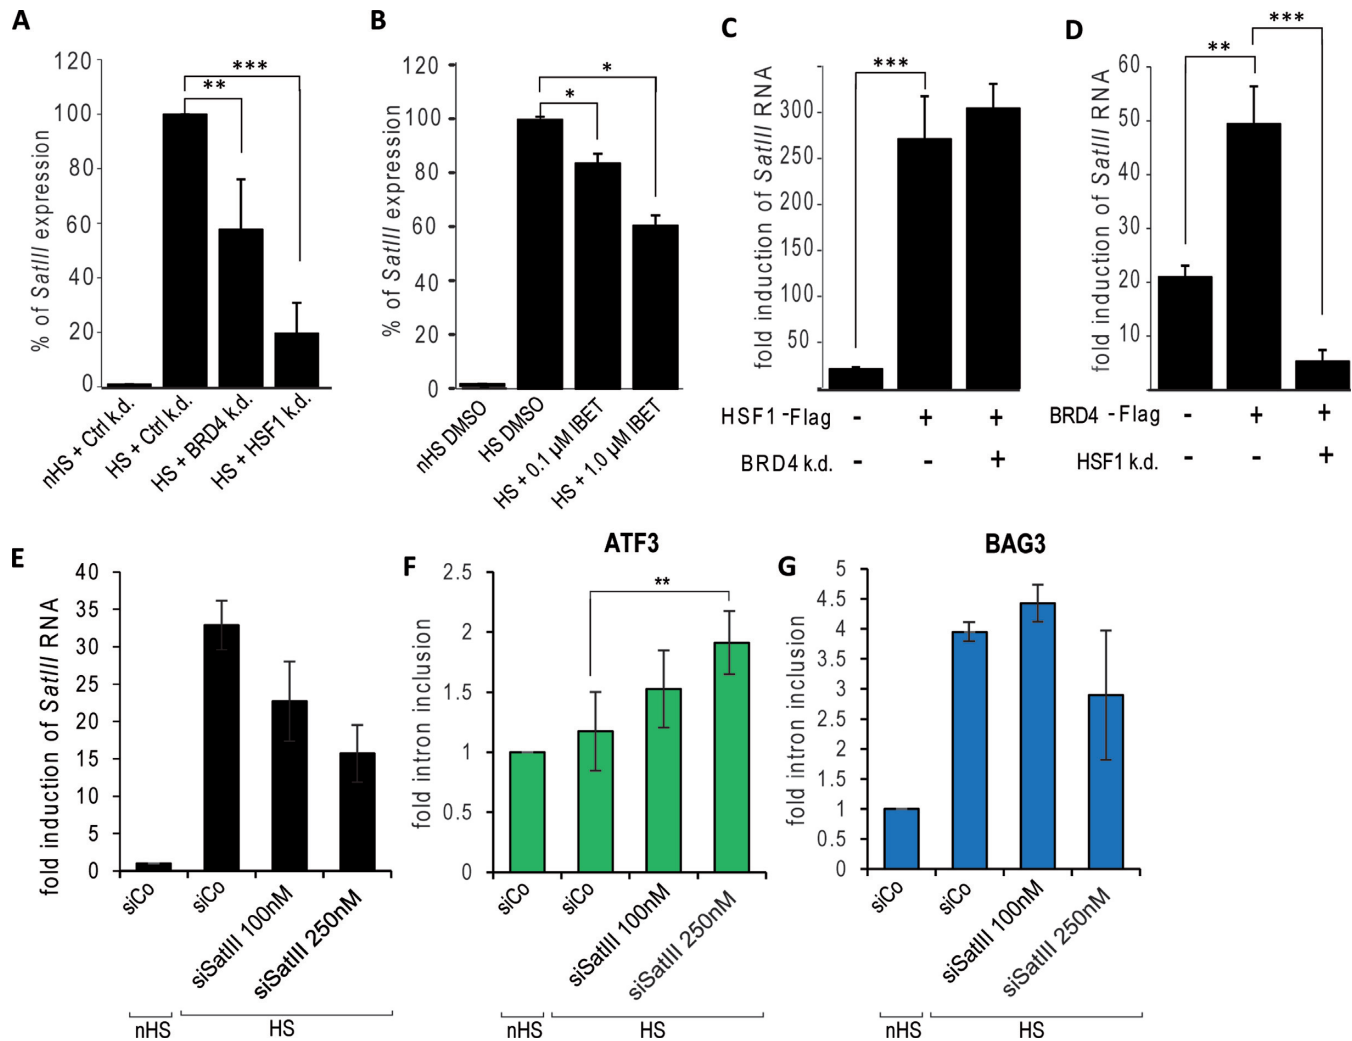 A
% of SatIII expression
120
100
80
60
40
20
0
**
***
nHS + Ctrl k.d.
HS + Ctrl k.d.
HS + BRD4 k.d.
HS + HSF1 k.d.
B
% of SatIII expression
120
100
80
60
40
20
0
*
*
nHS DMSO
HS DMSO
HS + 0.1 µM IBET
HS + 1.0 µM IBET
C
fold induction of SatIII RNA
300
250
200
150
100
50
***
HSF1 -Flag - + +
BRD4 k.d. - - +
D
fold induction of SatIII RNA
60
50
40
30
20
10
**
***
BRD4 -Flag - + +
HSF1 k.d. - - +
E
fold induction of SatIII RNA
40
35
30
25
20
15
10
5
0
siCo
siCo
siSatIII 100nM
siSatIII 250nM
nHS
HS
F
ATF3
fold intron inclusion
2.5
2
1.5
1
0.5
0
**
siCo
siCo
siSatIII 100nM
siSatIII 250nM
nHS
HS
G
BAG3
fold intron inclusion
5
4.5
4
3.5
3
2.5
2
1.5
1
0.5
0
siCo
siCo
siSatIII 100nM
siSatIII 250nM
nHS
HS